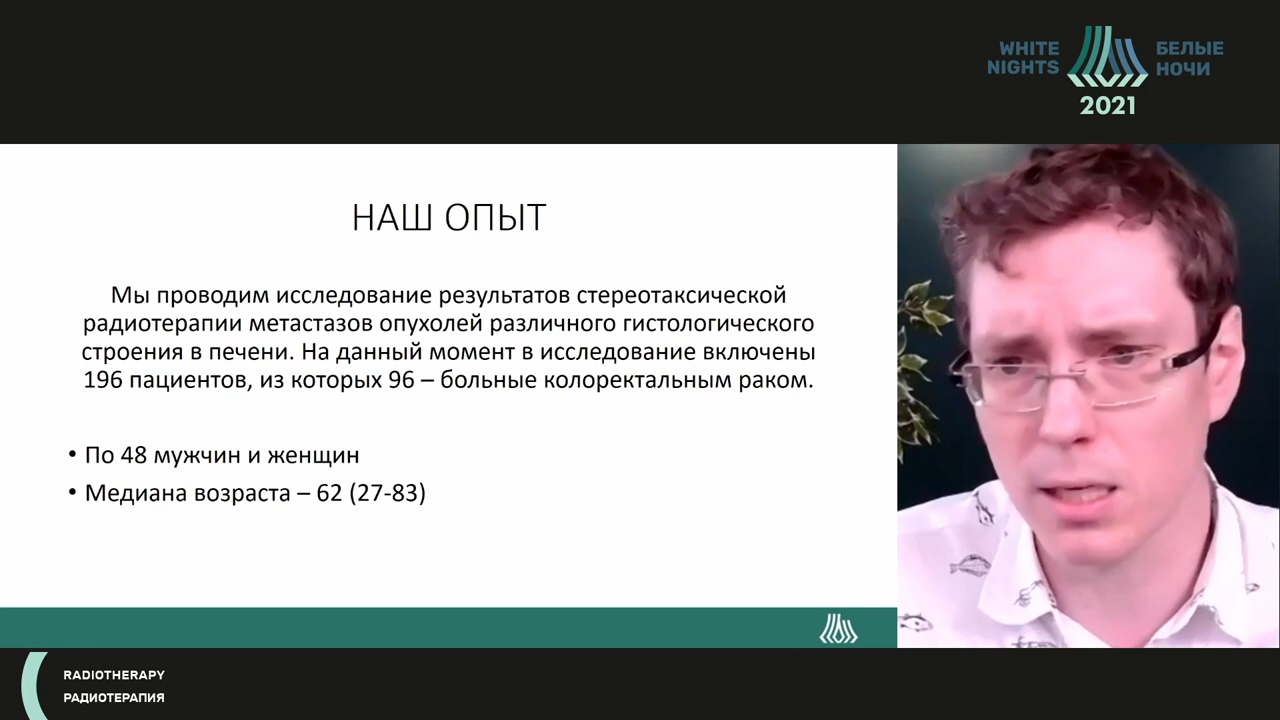 WHITE
NIGHTS
БЕЛЫЕ
НОЧИ
2021
НАШ ОПЫТ
Мы проводим исследование результатов стереотаксической
радиотерапии метастазов опухолей различного гистологического
строения в печени. На данный момент в исследование включены
196 пациентов, из которых 96 – больные колоректальным раком.
• По 48 мужчин и женщин
• Медиана возраста – 62 (27-83)
RADIOTHERAPY
РАДИОТЕРАПИЯ